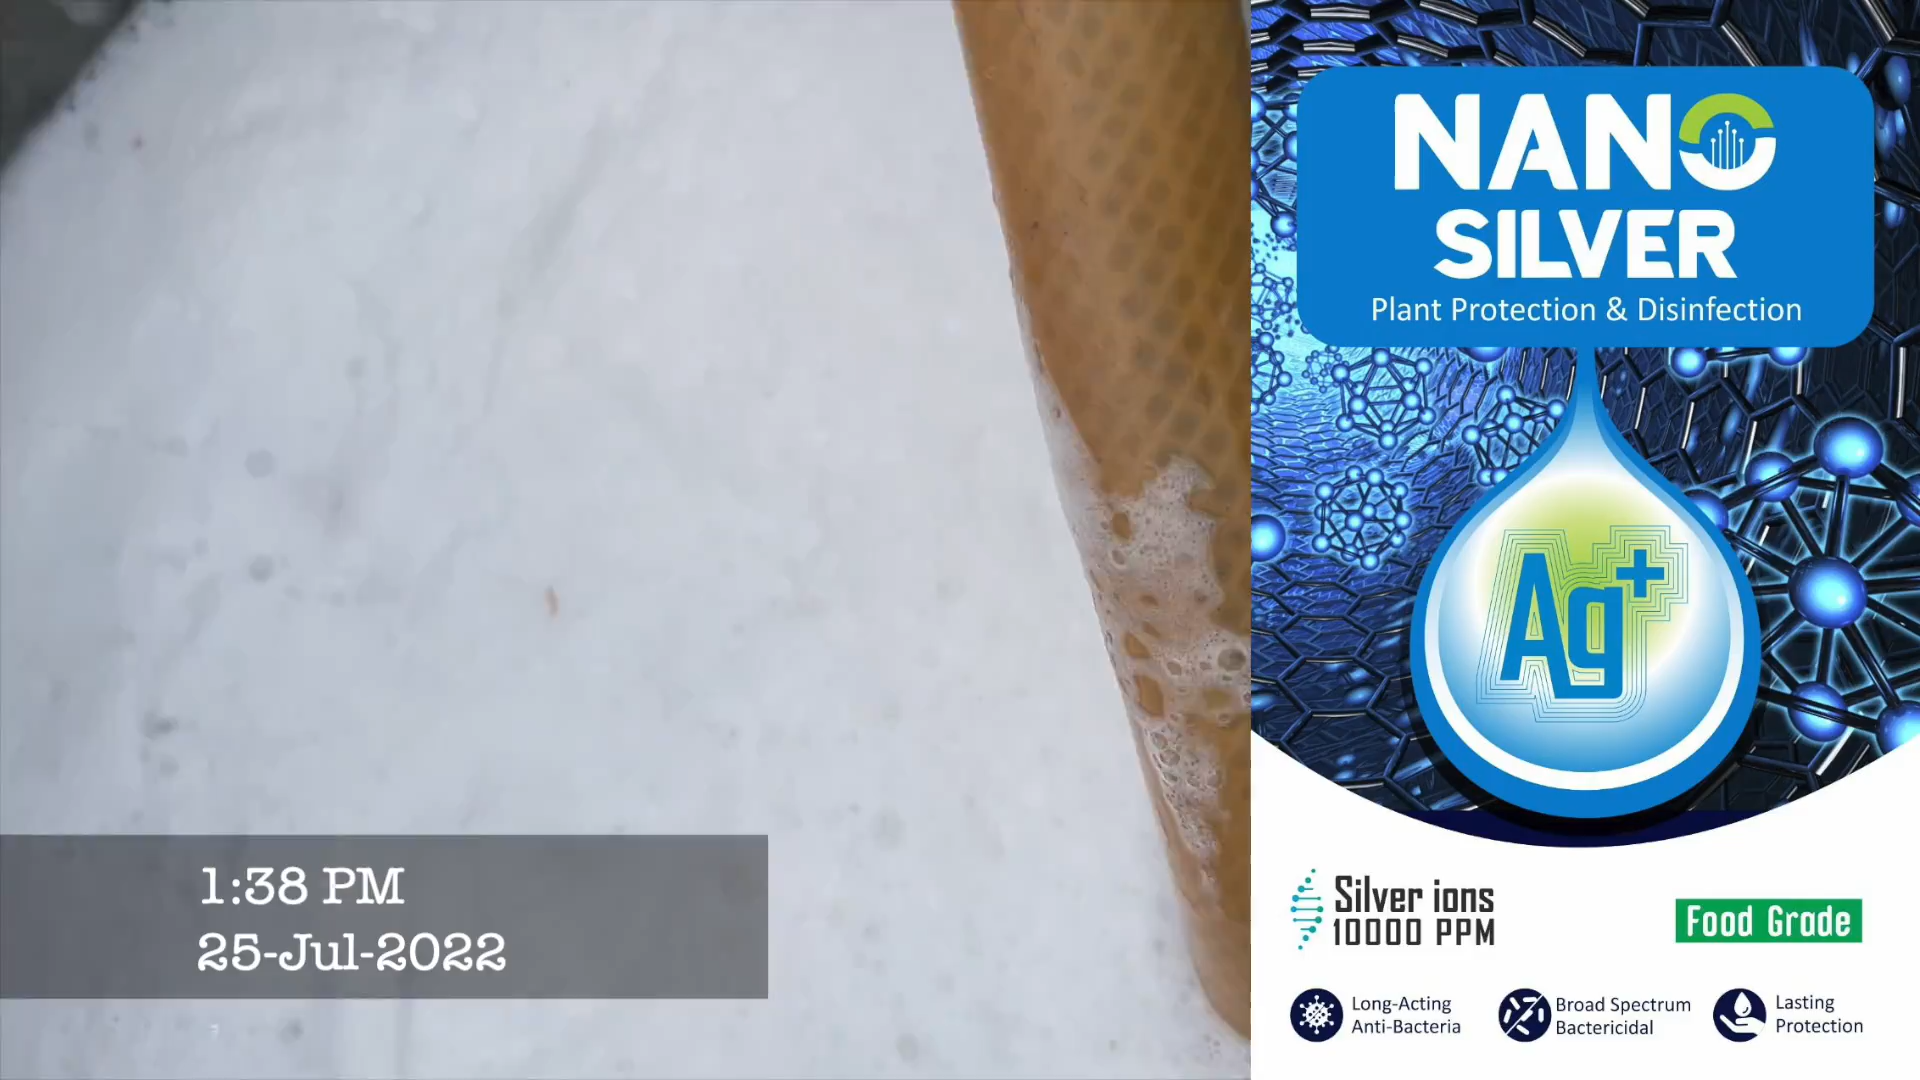 1:38 PM
25-Jul-2022
NANO
SILVER
Plant Protection & Disinfection
Ag+
Silver ions
10000 PPM
Food Grade
Long-Acting
Anti-Bacteria
Broad Spectrum
Bactericidal
Lasting
Protection